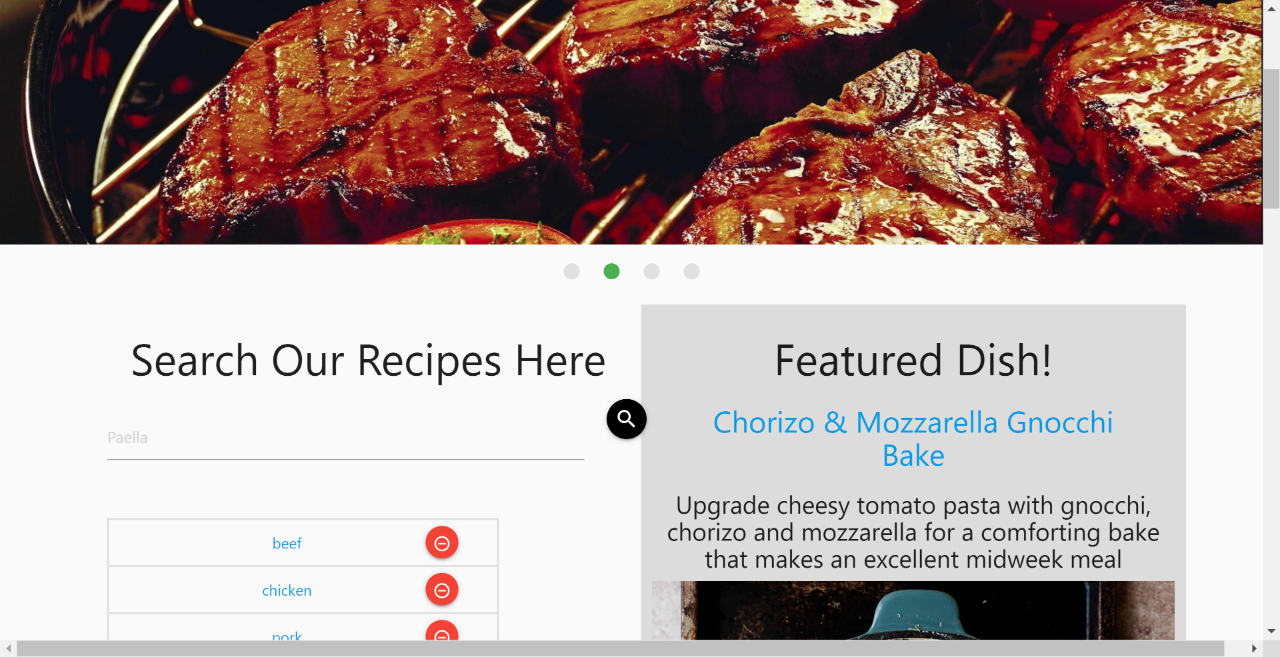 Search Our Recipes Here
Paella
beef
chicken
pork
Featured Dish!
Chorizo & Mozzarella Gnocchi
Bake
Upgrade cheesy tomato pasta with gnocchi,
chorizo and mozzarella for a comforting bake
that makes an excellent midweek meal